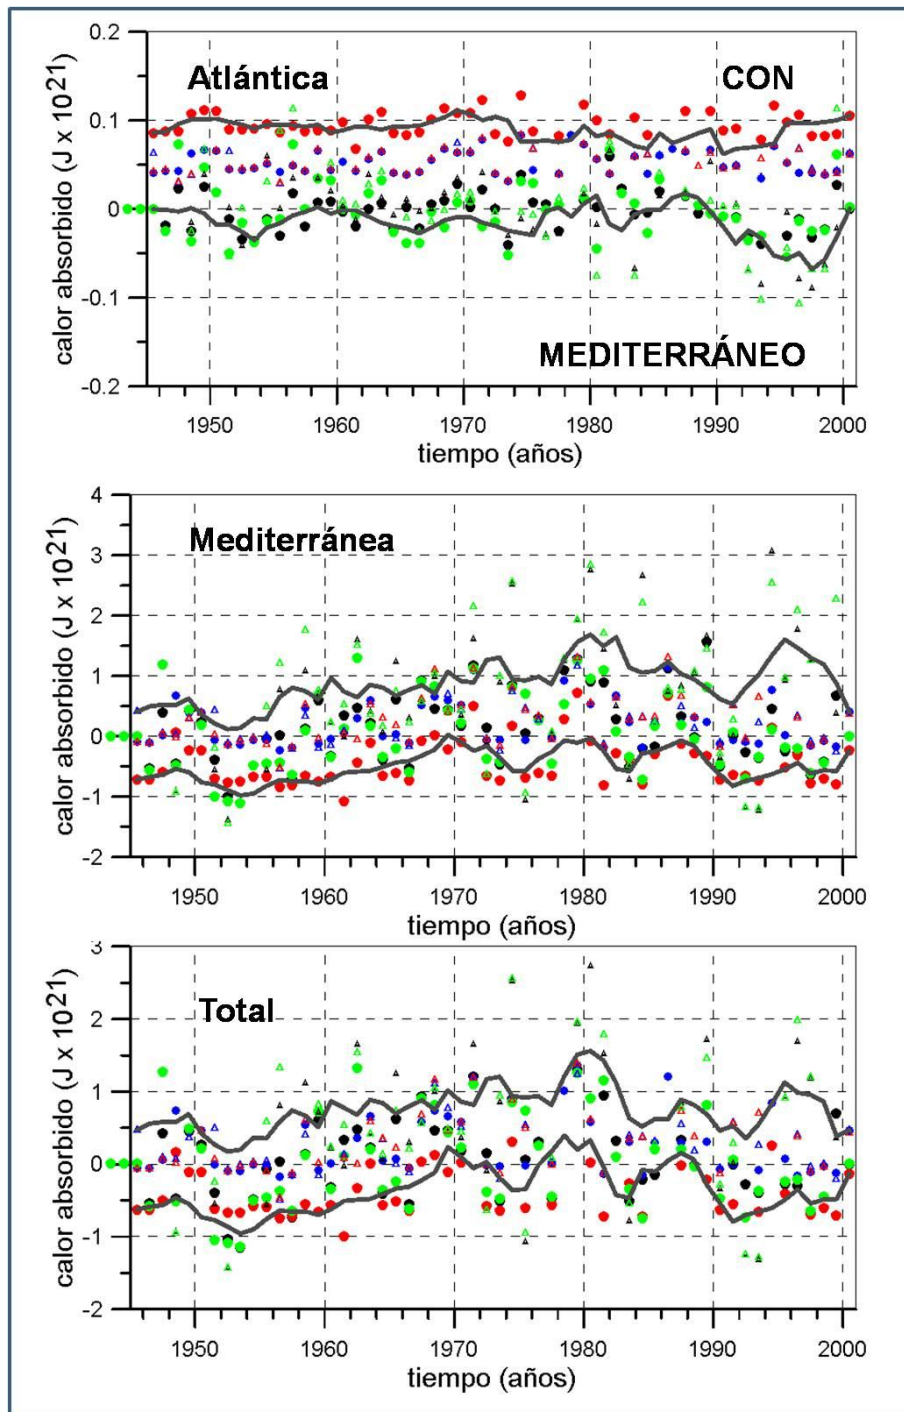 0.2
Atlántica
CON
0.1
0
-0.1
MEDITERRÁNEO
-0.2
calor absorbido (J x 10²¹)
1950 1960 1970 1980 1990 2000
tiempo (años)
4
Mediterránea
3
2
1
0
-1
-2
calor absorbido (J x 10²¹)
1950 1960 1970 1980 1990 2000
tiempo (años)
3
Total
2
1
0
-1
-2
calor absorbido (J x 10²¹)
1950 1960 1970 1980 1990 2000
tiempo (años)